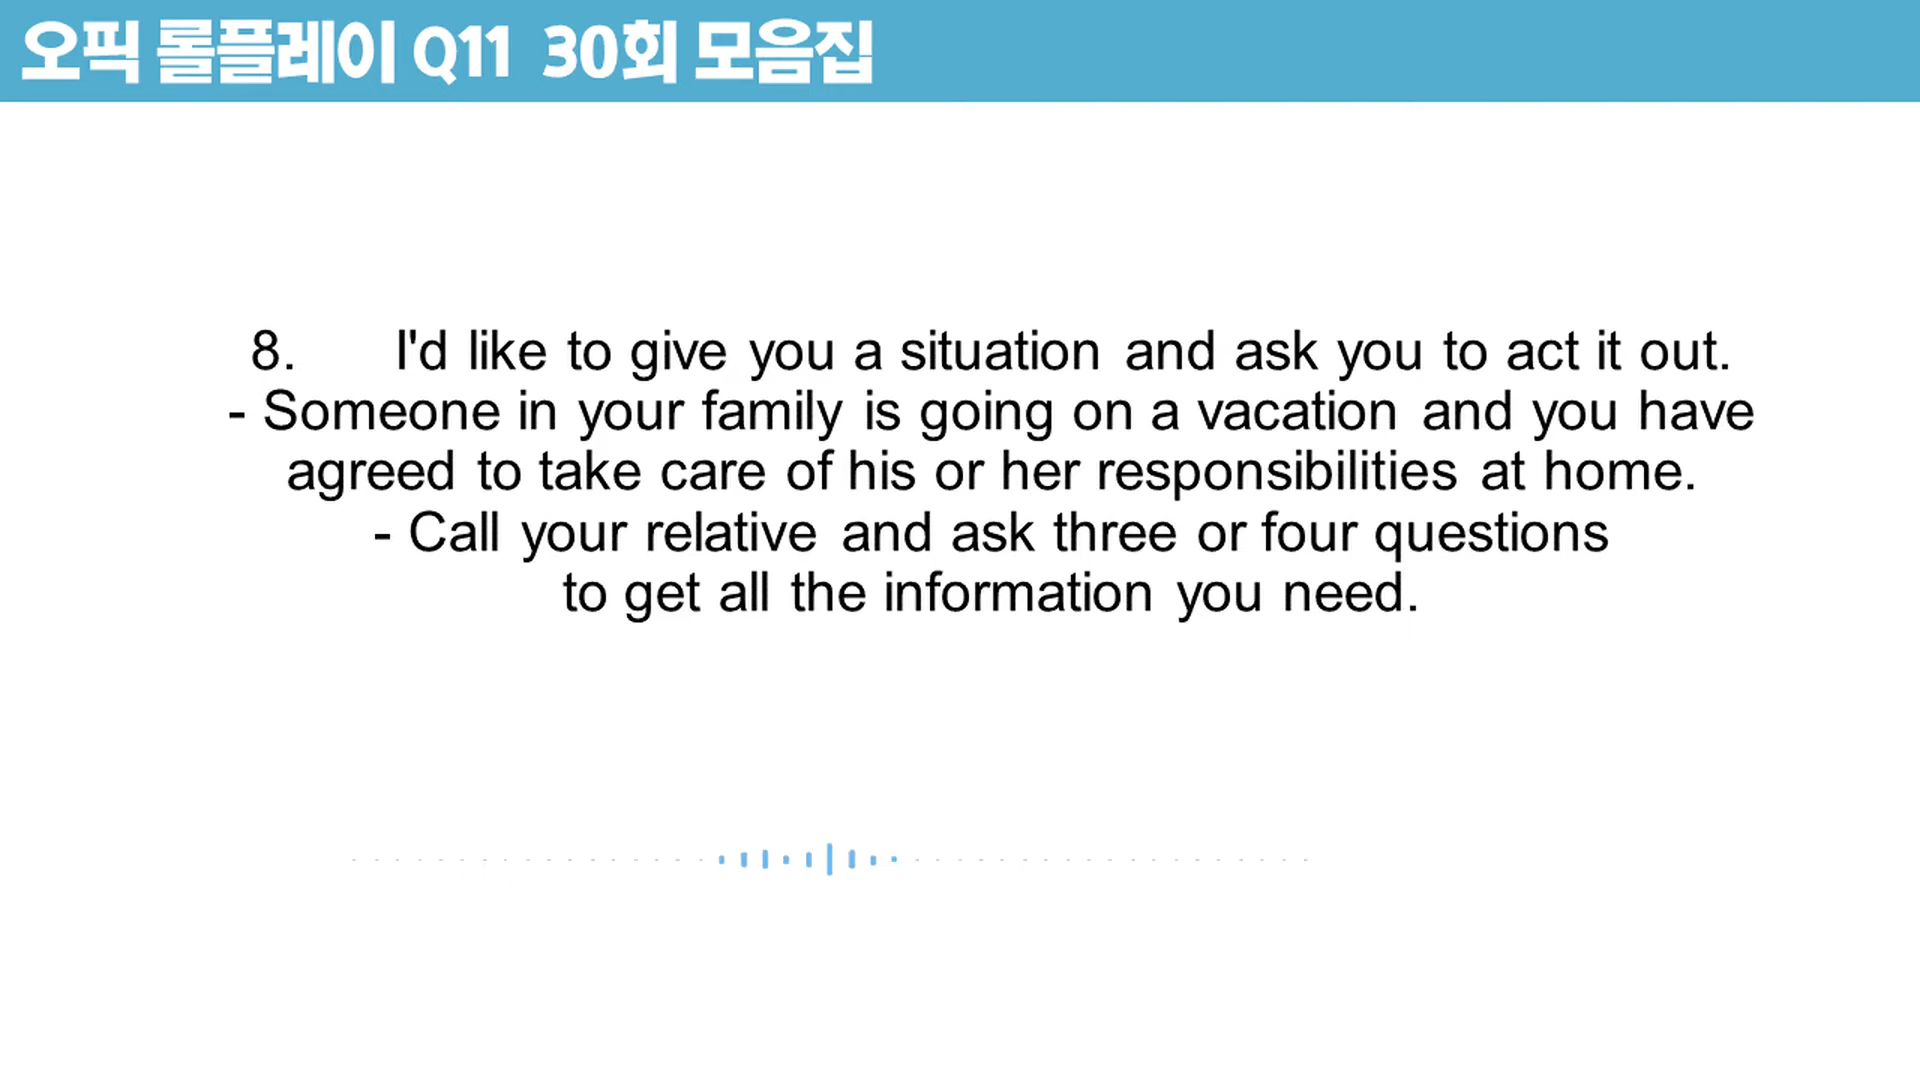 오픽 롤플레이 Q11 30회 모음집
8. I'd like to give you a situation and ask you to act it out.
- Someone in your family is going on a vacation and you have
agreed to take care of his or her responsibilities at home.
- Call your relative and ask three or four questions
to get all the information you need.